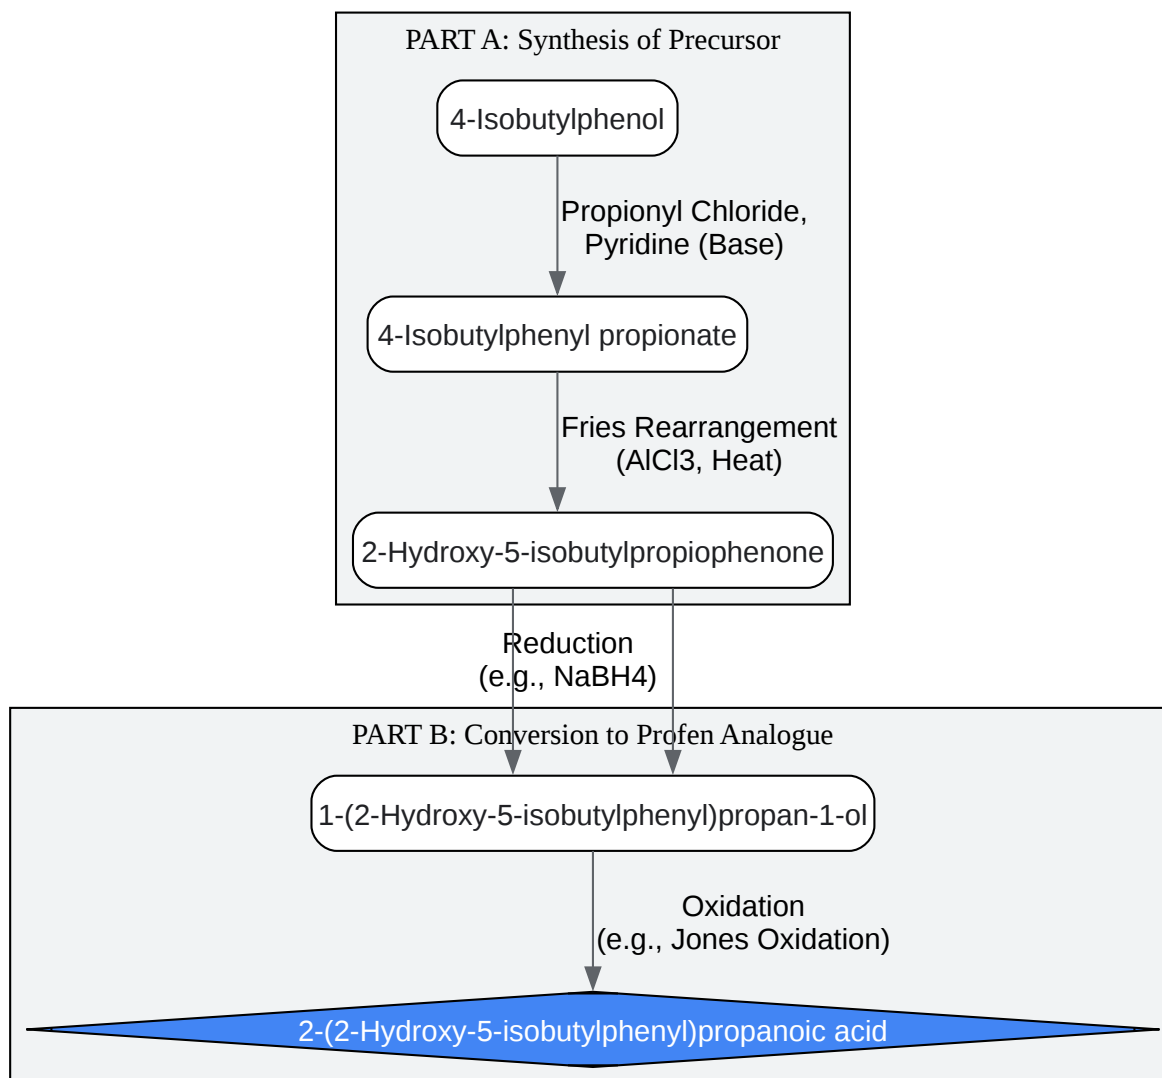 PART A: Synthesis of Precursor
4-Isobutylphenol
Propionyl Chloride,
Pyridine (Base)
4-Isobutylphenyl propionate
Fries Rearrangement
(AlCl3, Heat)
2-Hydroxy-5-isobutylpropiophenone
Reduction
(e.g., NaBH4)
PART B: Conversion to Profen Analogue
1-(2-Hydroxy-5-isobutylphenyl)propan-1-ol
Oxidation
(e.g., Jones Oxidation)
2-(2-Hydroxy-5-isobutylphenyl)propanoic acid